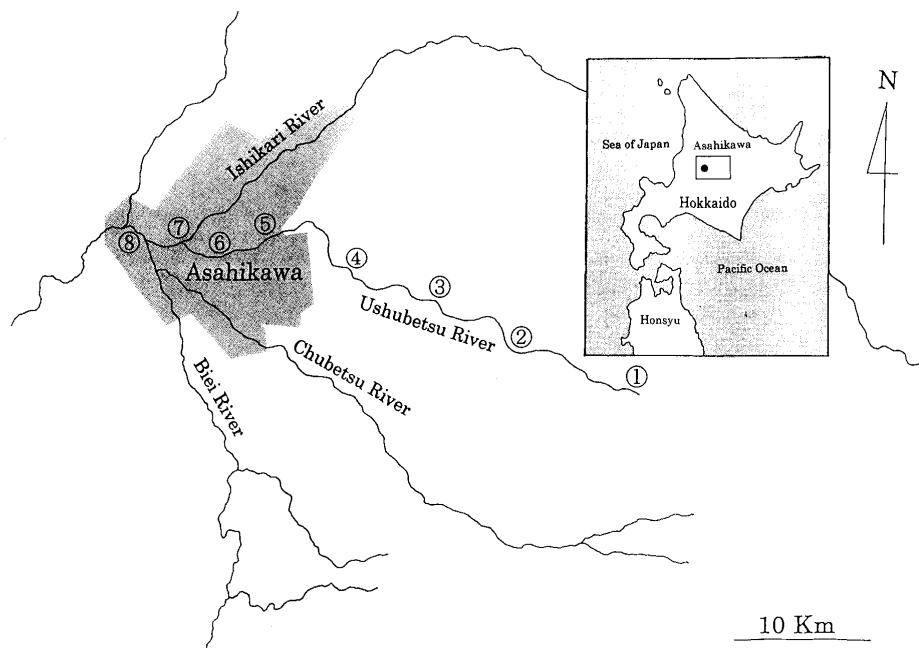 N
Ishikari River
Sea of Japan
Asahikawa
Hokkaido
Pacific Ocean
Honsyu
⑦
⑤
⑧
⑥
④
Asahikawa
③
Ushubetsu River
②
①
Chubetsu River
Biei River
10 Km